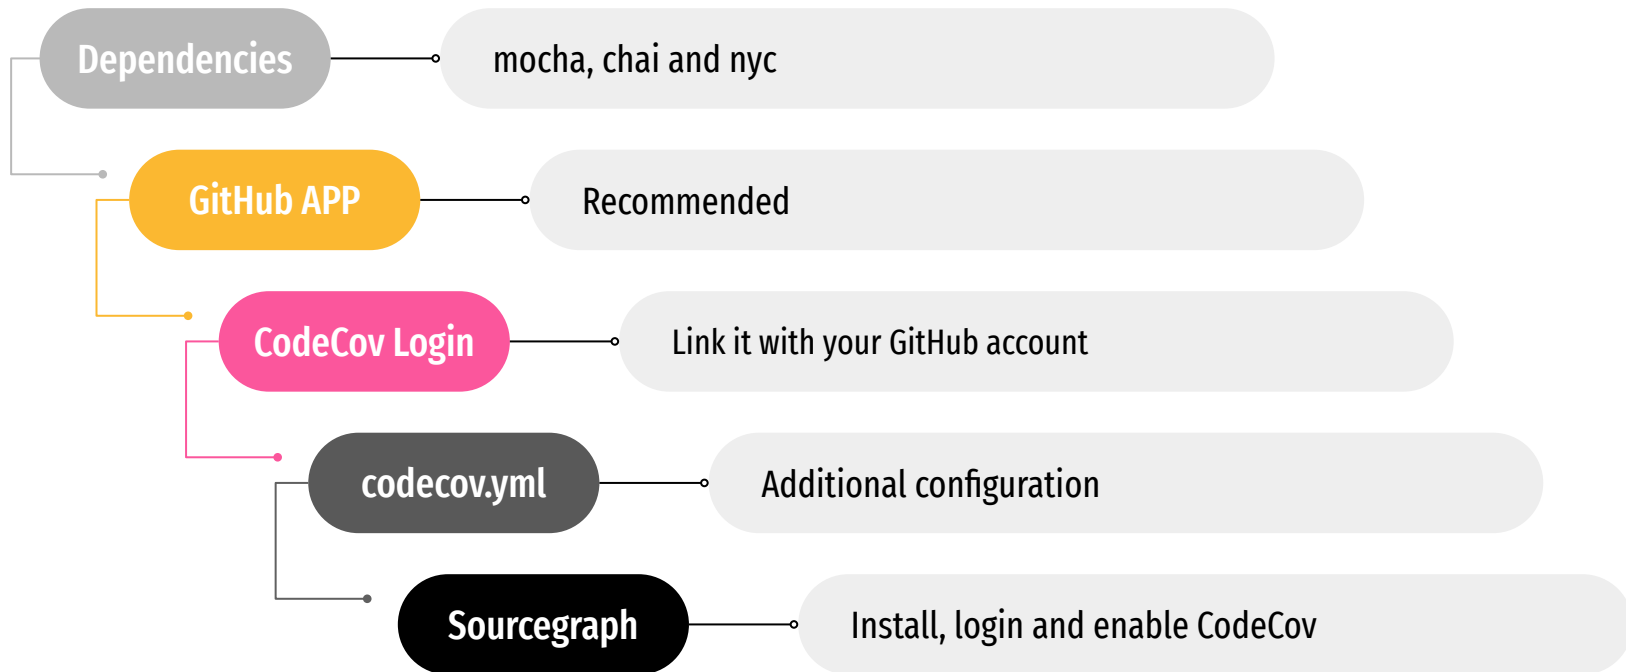 Dependencies
mocha, chai and nyc
GitHub APP
Recommended
CodeCov Login
Link it with your GitHub account
codecov.yml
Additional configuration
Sourcegraph
Install, login and enable CodeCov